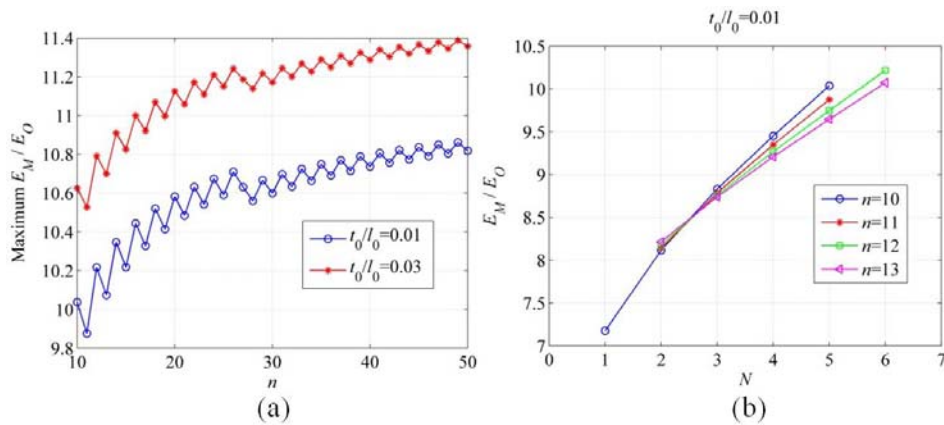 11.4
11.2
11
10.8
10.6
10.4
10.2
10
9.8
Maximum E_M / E_O
10 20 30 40 50
n
t_0/l_0=0.01
t_0/l_0=0.03
(a)
t_0/l_0=0.01
10.5
10
9.5
9
8.5
8
7.5
7
E_M / E_O
0 1 2 3 4 5 6 7
N
n=10
n=11
n=12
n=13
(b)